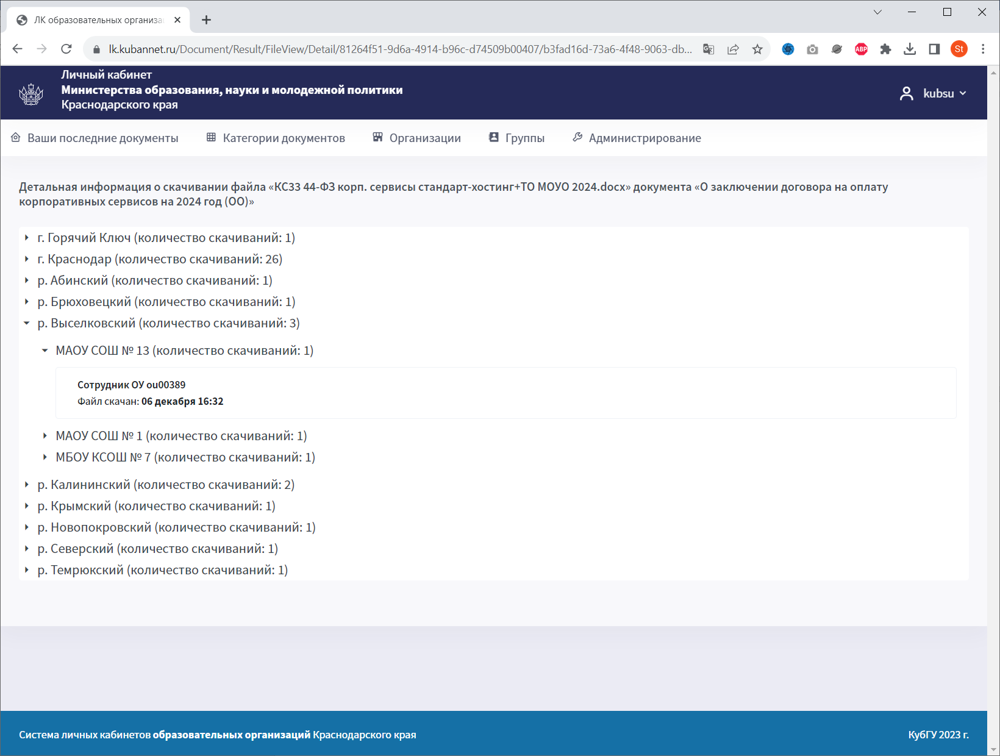 ЛК образовательных организа
lk.kubannet.ru/Document/Result/FileView/Detail/81264f51-9d6a-4914-b96c-d74509b00407/b3fad16d-73a6-4f48-9063-db...
ABP
St
Личный кабинет
Министерства образования, науки и молодежной политики
Краснодарского края
kubsu
Ваши последние документы Категории документов Организации Группы Администрирование
Детальная информация о скачивании файла «КС33 44-ФЗ корп. сервисы стандарт-хостинг+ТО МОУО 2024.docx» документа «О заключении договора на оплату
корпоративных сервисов на 2024 год (ОО)»
г. Горячий Ключ (количество скачиваний: 1)
г. Краснодар (количество скачиваний: 26)
р. Абинский (количество скачиваний: 1)
р. Брюховецкий (количество скачиваний: 1)
р. Выселковский (количество скачиваний: 3)
МАОУ СОШ № 13 (количество скачиваний: 1)
Сотрудник ОУ ou00389
Файл скачан: 06 декабря 16:32
МАОУ СОШ № 1 (количество скачиваний: 1)
МБОУ КСОШ № 7 (количество скачиваний: 1)
р. Калининский (количество скачиваний: 2)
р. Крымский (количество скачиваний: 1)
р. Новопокровский (количество скачиваний: 1)
р. Северский (количество скачиваний: 1)
р. Темрюкский (количество скачиваний: 1)
Система личных кабинетов образовательных организаций Краснодарского края
КубГУ 2023 г.